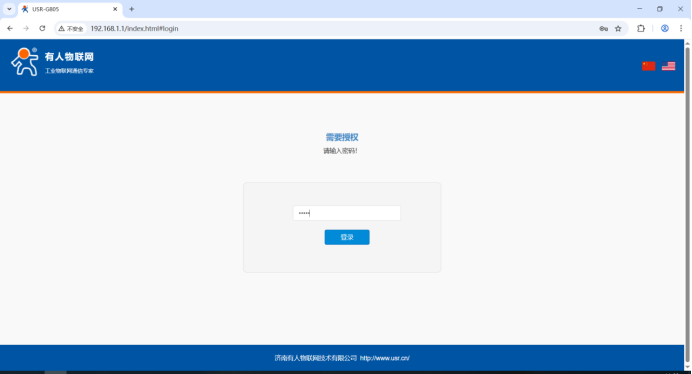 USR-G805
不安全
192.168.1.1/index.html#login
有人物联网
工业物联网通信专家
需要授权
请输入密码!
登录
济南有人物联网技术有限公司 http://www.usr.cn/